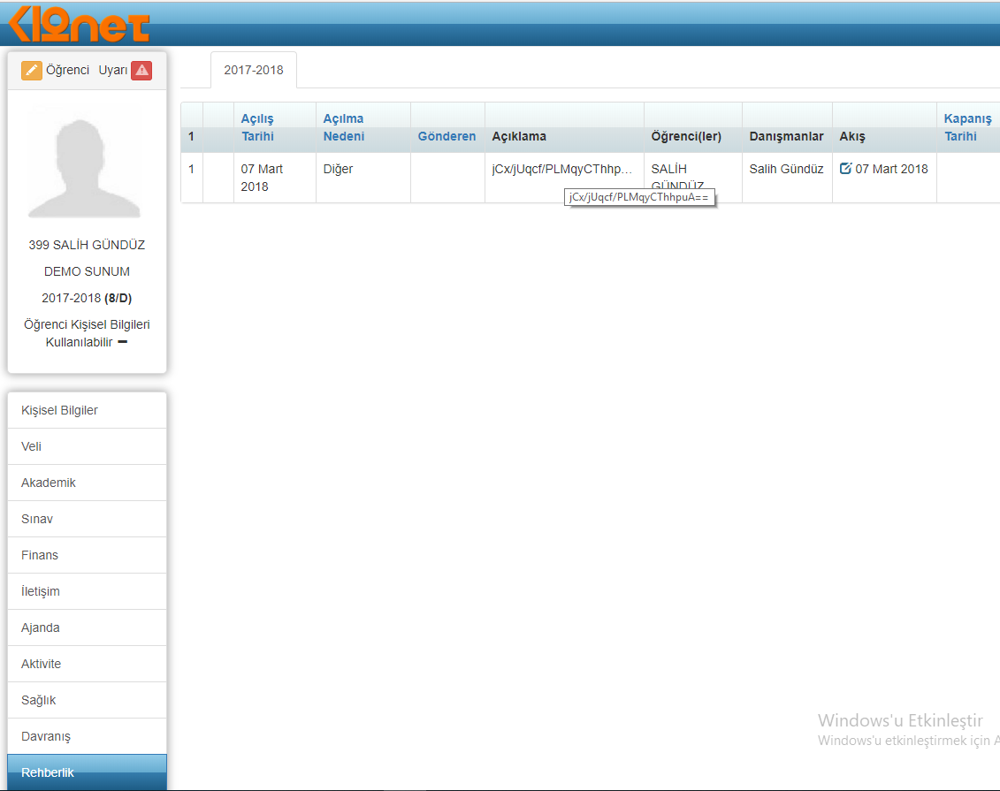 K12net
Öğrenci Uyarı
2017-2018
399 SALİH GÜNDÜZ
DEMO SUNUM
2017-2018 (8/D)
Öğrenci Kişisel Bilgileri
Kullanılabilir
Kişisel Bilgiler
Veli
Akademik
Sınav
Finans
İletişim
Ajanda
Aktivite
Sağlık
Davranış
Rehberlik
1 Açılış Tarihi Açılma Nedeni Gönderen Açıklama Öğrenci(ler) Danışmanlar Akış Kapanış Tarihi
1 07 Mart 2018 Diğer jCx/jUqcf/PLMqyCThhp... SALİH GÜNDÜZ Salih Gündüz 07 Mart 2018
jCx/jUqcf/PLMqyCThhpuA==
Windows'u Etkinleştir
Windows'u etkinleştirmek için A